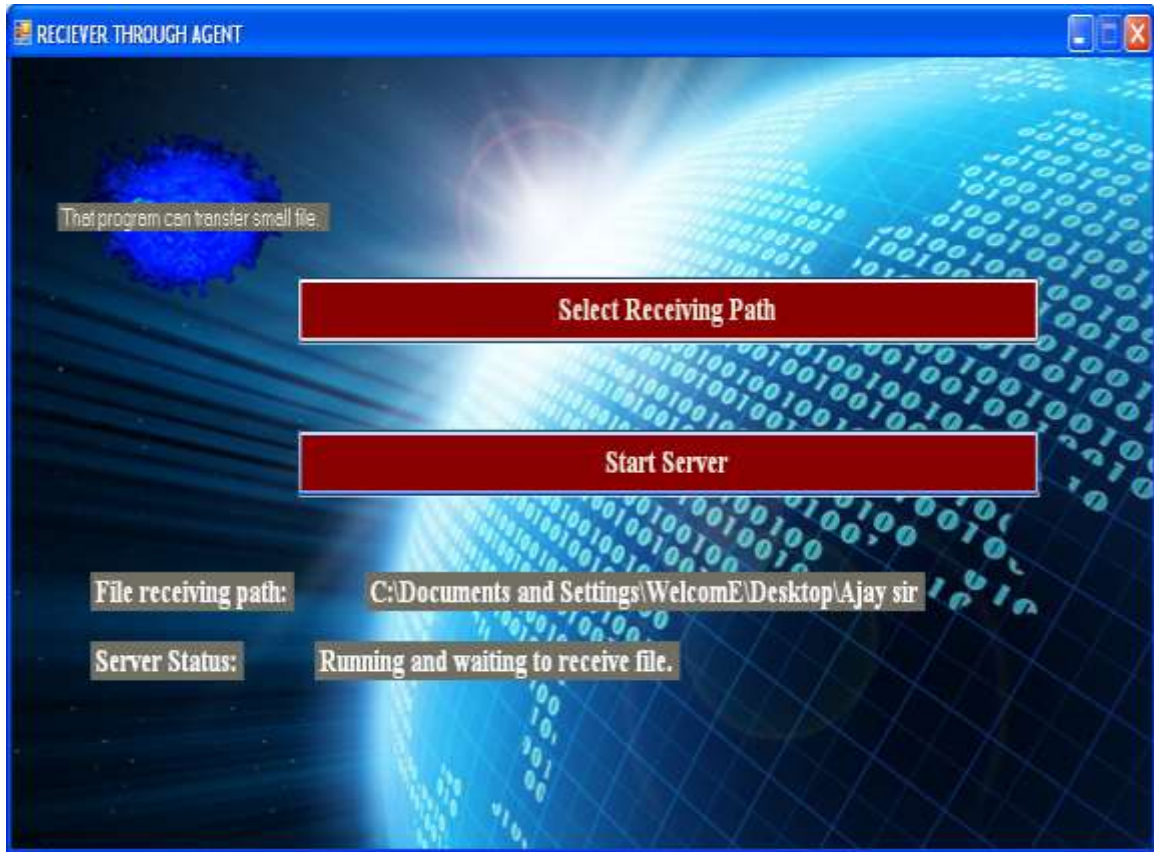 RECIEVER THROUGH AGENT
That program can transfer small file.
Select Receiving Path
Start Server
File receiving path: C:\Documents and Settings\WelcomE\Desktop\Ajay sir
Server Status: Running and waiting to receive file.